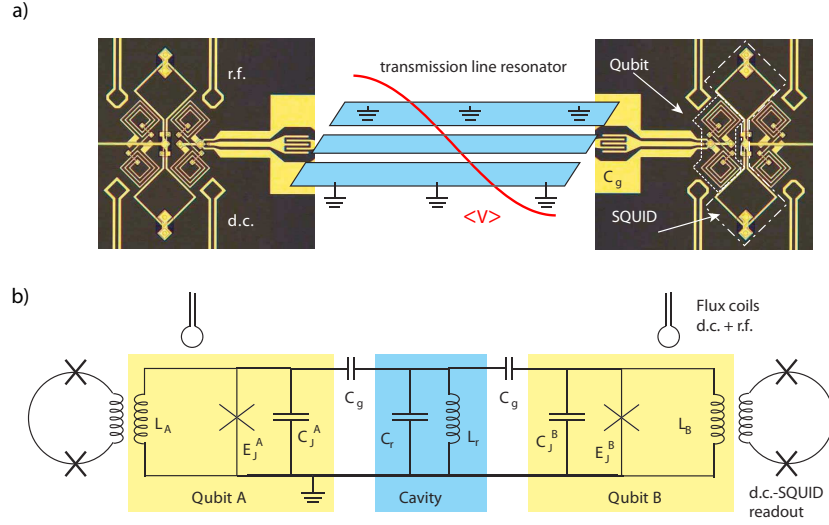 a)
r.f.
d.c.
transmission line resonator
<V>
Qubit
C_g
SQUID
b)
Flux coils
d.c. + r.f.
L_A
E_J^A
C_J^A
C_g
C_r
L_r
C_g
C_J^B
E_J^B
L_B
Qubit A
Cavity
Qubit B
d.c.-SQUID
readout